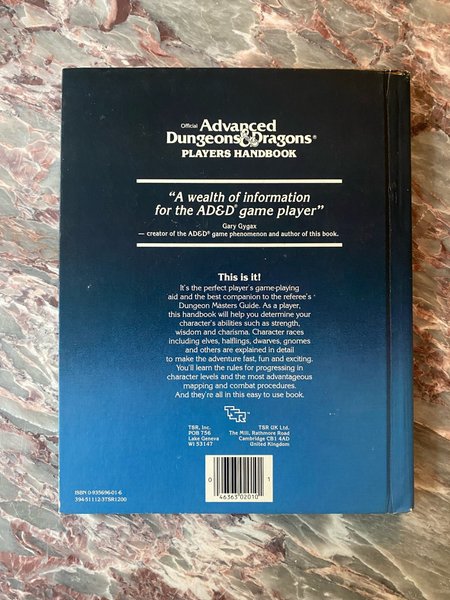 Official Advanced
Dungeons & Dragons®
PLAYERS HANDBOOK
“A wealth of information
for the AD&D® game player”
Gary Gygax
— creator of the AD&D® game phenomenon and author of this book.
This is it!
It's the perfect player's game-playing
aid and the best companion to the referee's
Dungeon Masters Guide. As a player,
this handbook will help you determine your
character's abilities such as strength,
wisdom and charisma. Character races
including elves, halflings, dwarves, gnomes
and others are explained in detail
to make the adventure fast, fun and exciting.
You'll learn the rules for progressing in
character levels and the most advantageous
mapping and combat procedures.
And they're all in this easy to use book.
TSR
TSR, Inc.
POB 756
Lake Geneva
WI 53147
TSR UK Ltd.
The Mill, Rathmore Road
Cambridge CB1 4AD
United Kingdom
0 46363 02010 1
ISBN 0-935696-01-6
394-51112-3TSR1200